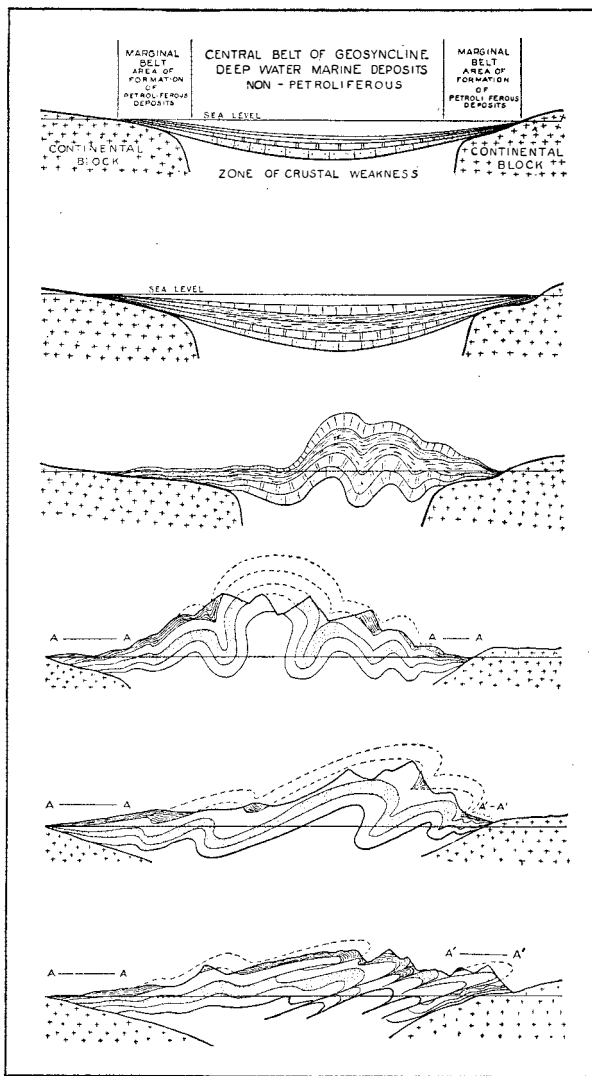 MARGINAL
BELT
AREA OF
FORMATION
OF
PETROLIFEROUS
DEPOSITS
CENTRAL BELT OF GEOSYNCLINE
DEEP WATER MARINE DEPOSITS
NON - PETROLIFEROUS
MARGINAL
BELT
AREA OF
FORMATION
OF
PETROLIFEROUS
DEPOSITS
SEA LEVEL
CONTINENTAL
BLOCK
ZONE OF CRUSTAL WEAKNESS
CONTINENTAL
BLOCK
SEA LEVEL
A A
A A
A A
A' - A'
A A
A' A'